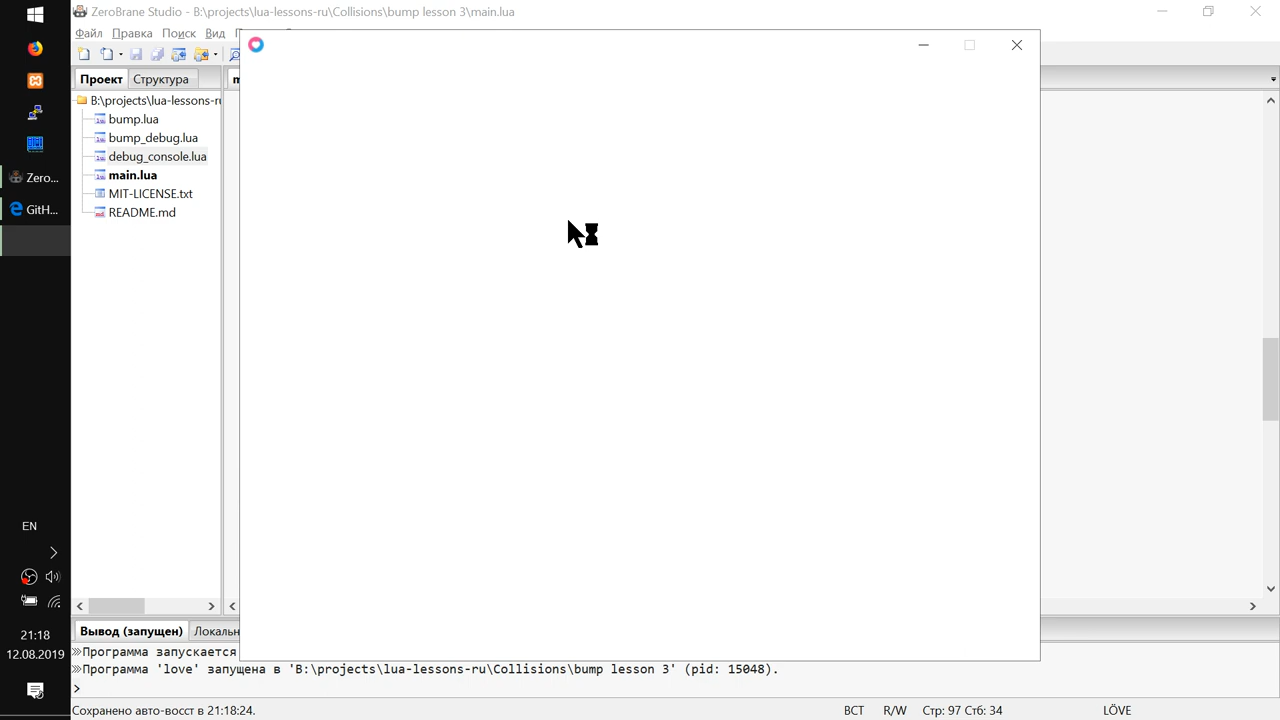 ZeroBrane Studio - B:\projects\lua-lessons-ru\Collisions\bump lesson 3\main.lua
Файл Правка Поиск Вид
Проект Структура
B:\projects\lua-lessons-ru
bump.lua
bump_debug.lua
debug_console.lua
main.lua
MIT-LICENSE.txt
README.md
Zero...
GitH...
EN
21:18
12.08.2019
Вывод (запущен) Локальн
Программа запускается
Программа 'love' запущена в 'B:\projects\lua-lessons-ru\Collisions\bump lesson 3' (pid: 15048).
>
Сохранено авто-восст в 21:18:24.
ВСТ R/W Стр: 97 Стб: 34 LÖVE